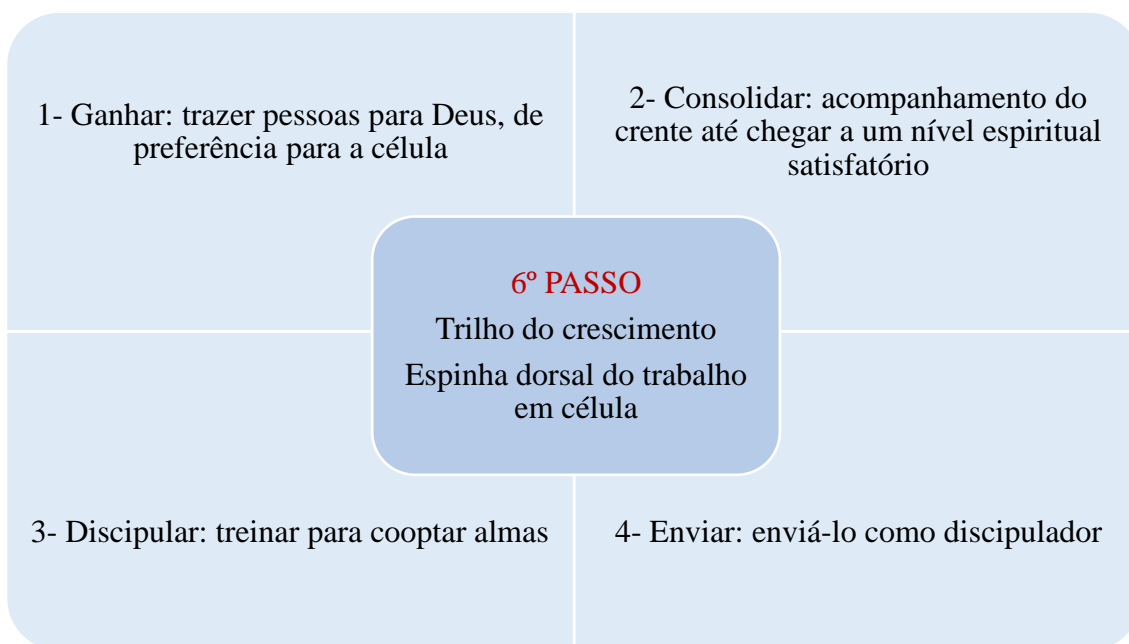 1- Ganhar: trazer pessoas para Deus, de
preferência para a célula
2- Consolidar: acompanhamento do
crente até chegar a um nível espiritual
satisfatório
6º PASSO
Trilho do crescimento
Espinha dorsal do trabalho
em célula
3- Discipular: treinar para cooptar almas
4- Enviar: enviá-lo como discipulador